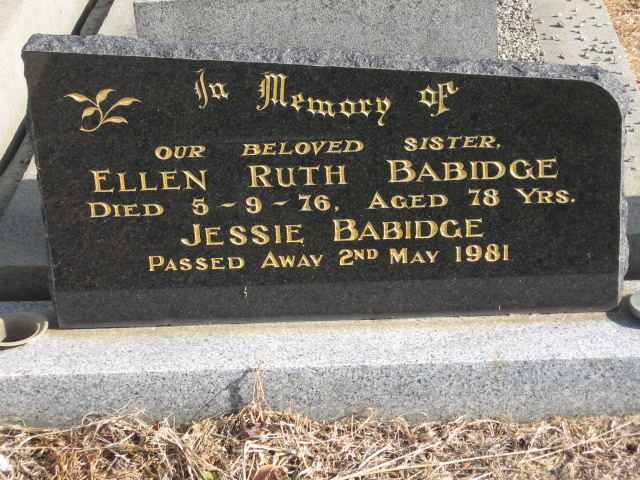 In Memory of
OUR BELOVED SISTER,
ELLEN RUTH BABIDGE
DIED 5-9-76, AGED 78 YRS.
JESSIE BABIDGE
PASSED AWAY 2ND MAY 1981